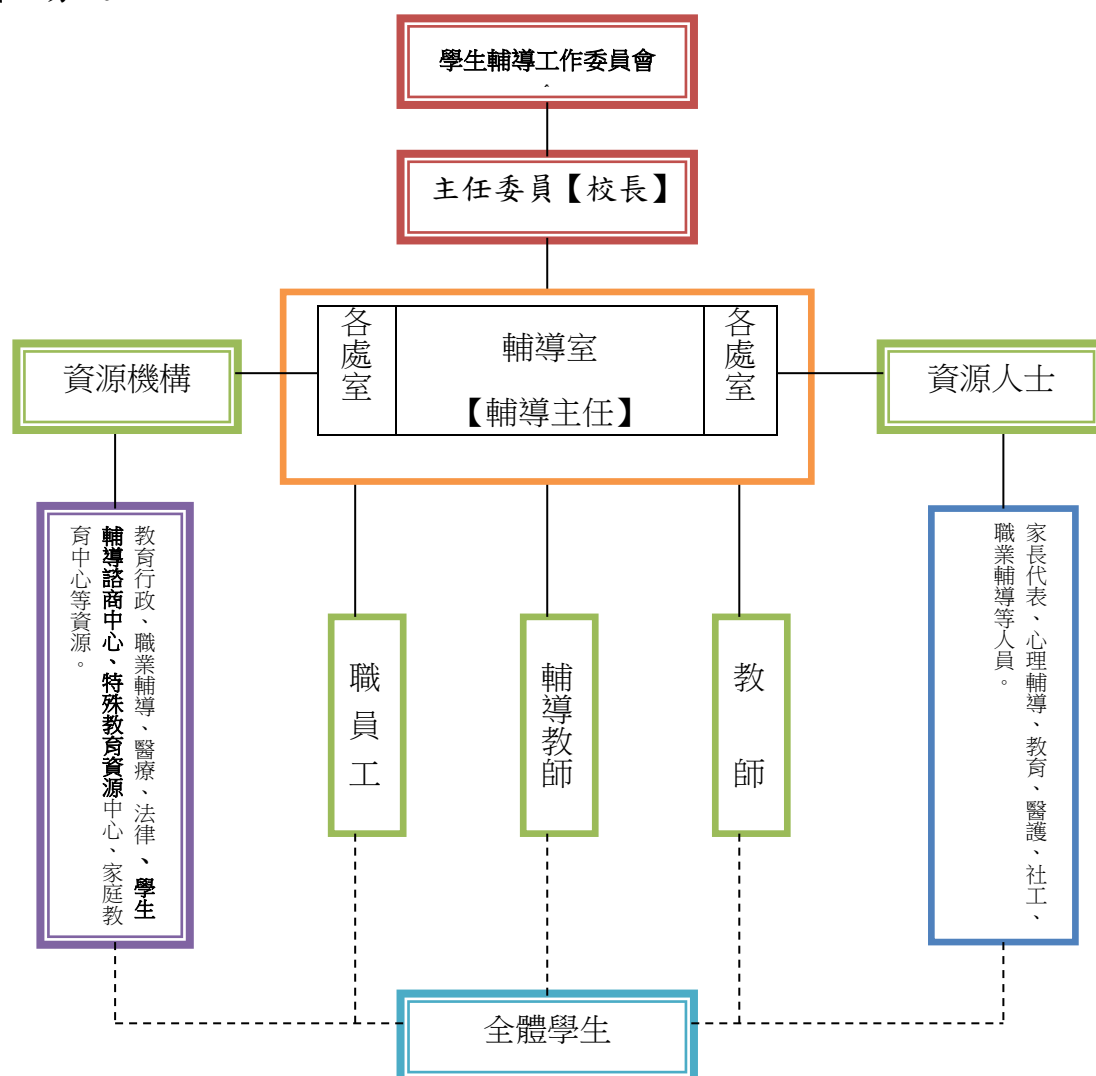 學生輔導工作委員會
主任委員【校長】
各處室
輔導室
【輔導主任】
各處室
資源機構
資源人士
教育行政、職業輔導、醫療、法律、學生
輔導諮商中心、特殊教育資源中心、家庭教
育中心等資源。
職員工
輔導教師
教師
家長代表、心理輔導、教育、醫護、社工、
職業輔導等人員。
全體學生